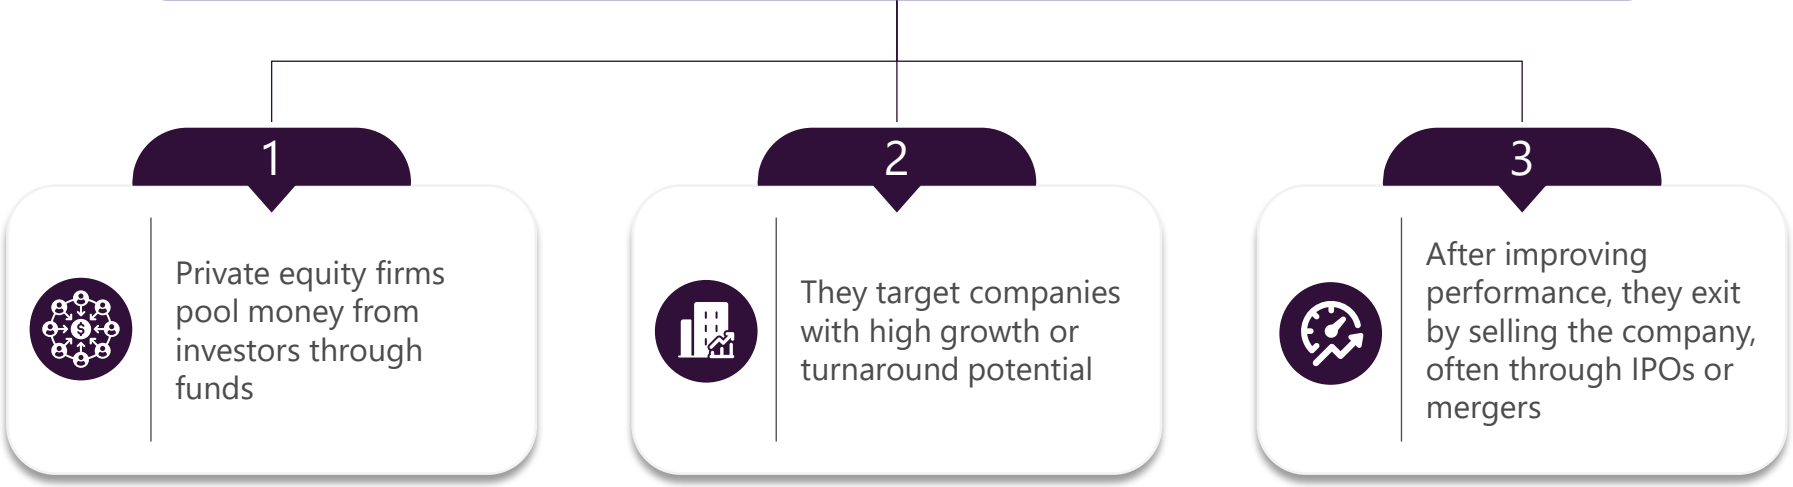 1
Private equity firms
pool money from
investors through
funds
2
They target companies
with high growth or
turnaround potential
3
After improving
performance, they exit
by selling the company,
often through IPOs or
mergers